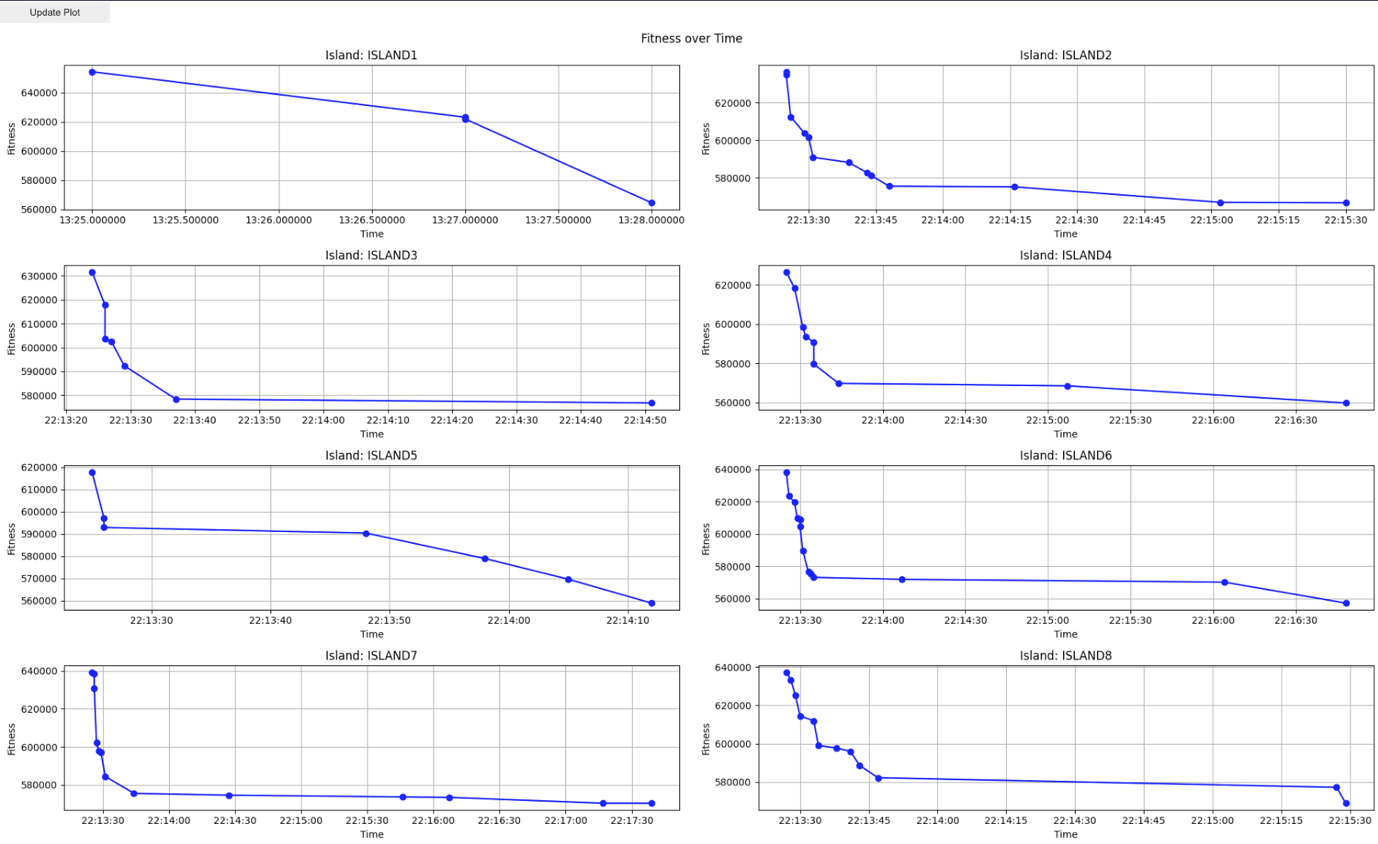 Update Plot
Fitness over Time
Island: ISLAND1
Fitness
640000
620000
600000
580000
560000
13:25.000000 13:25.500000 13:26.000000 13:26.500000 13:27.000000 13:27.500000 13:28.000000
Time
Island: ISLAND2
Fitness
620000
600000
580000
22:13:30 22:13:45 22:14:00 22:14:15 22:14:30 22:14:45 22:15:00 22:15:15 22:15:30
Time
Island: ISLAND3
Fitness
630000
620000
610000
600000
590000
580000
22:13:20 22:13:30 22:13:40 22:13:50 22:14:00 22:14:10 22:14:20 22:14:30 22:14:40 22:14:50
Time
Island: ISLAND4
Fitness
620000
600000
580000
560000
22:13:30 22:14:00 22:14:30 22:15:00 22:15:30 22:16:00 22:16:30
Time
Island: ISLAND5
Fitness
620000
610000
600000
590000
580000
570000
560000
22:13:30 22:13:40 22:13:50 22:14:00 22:14:10
Time
Island: ISLAND6
Fitness
640000
620000
600000
580000
560000
22:13:30 22:14:00 22:14:30 22:15:00 22:15:30 22:16:00 22:16:30
Time
Island: ISLAND7
Fitness
640000
620000
600000
580000
22:13:30 22:14:00 22:14:30 22:15:00 22:15:30 22:16:00 22:16:30 22:17:00 22:17:30
Time
Island: ISLAND8
Fitness
640000
620000
600000
580000
22:13:30 22:13:45 22:14:00 22:14:15 22:14:30 22:14:45 22:15:00 22:15:15 22:15:30
Time